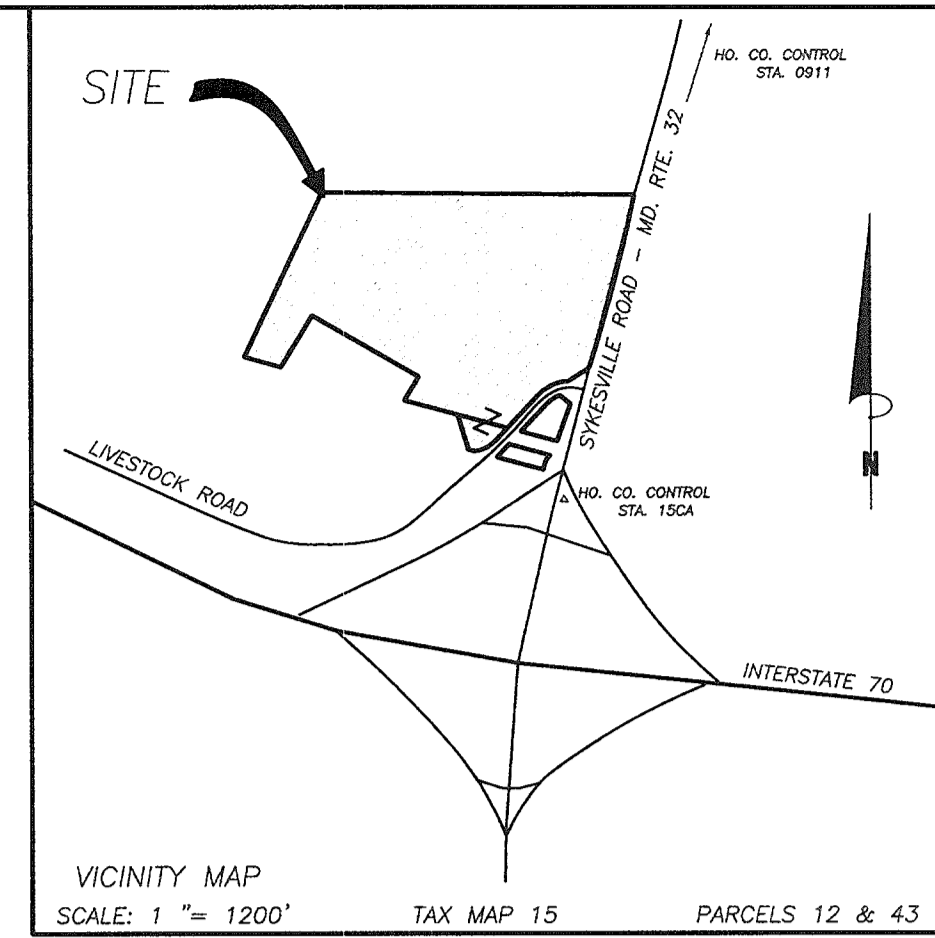 HO. CO. CONTROL
STA. 0911
SITE
SYKESVILLE ROAD - MD. RTE. 32
N
Z
LIVESTOCK ROAD
HO. CO. CONTROL
STA. 15CA
INTERSTATE 70
VICINITY MAP
SCALE: 1 "= 1200'
TAX MAP 15
PARCELS 12 & 43